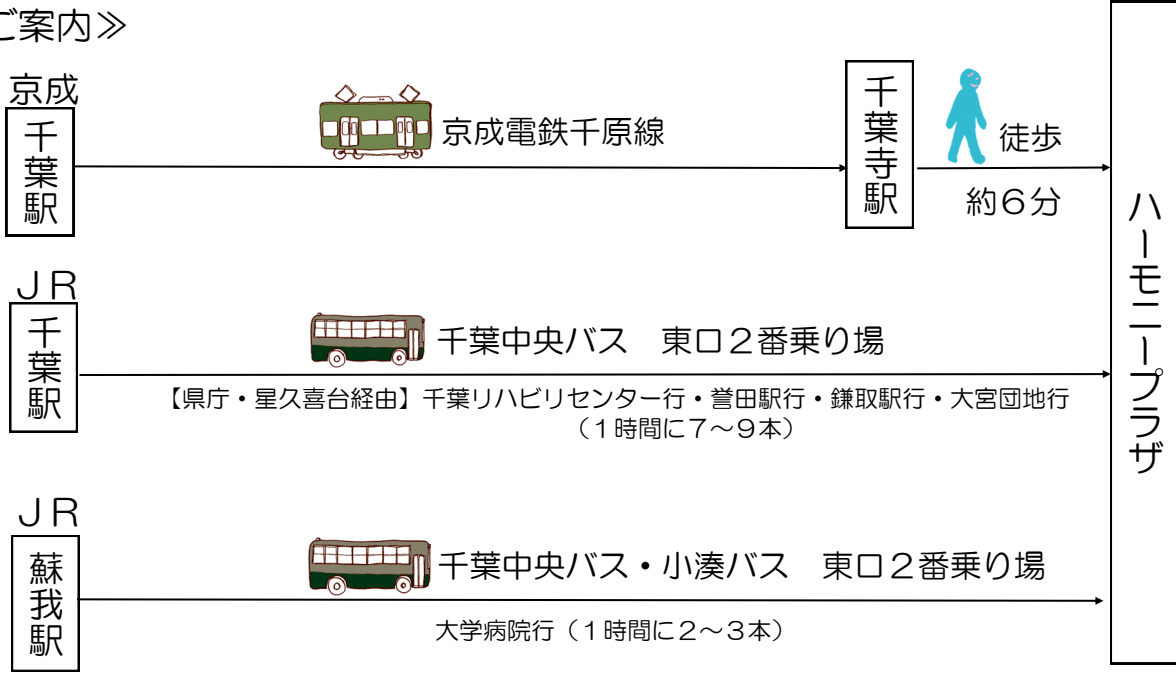 ご案内≫
京成
千葉駅
京成電鉄千原線
千葉寺駅
徒歩
約６分
ＪＲ
千葉駅
千葉中央バス　東口２番乗り場
【県庁・星久喜台経由】千葉リハビリセンター行・誉田駅行・鎌取駅行・大宮団地行
（１時間に７～９本）
ＪＲ
蘇我駅
千葉中央バス・小湊バス　東口２番乗り場
大学病院行（１時間に２～３本）
ハーモニープラザ